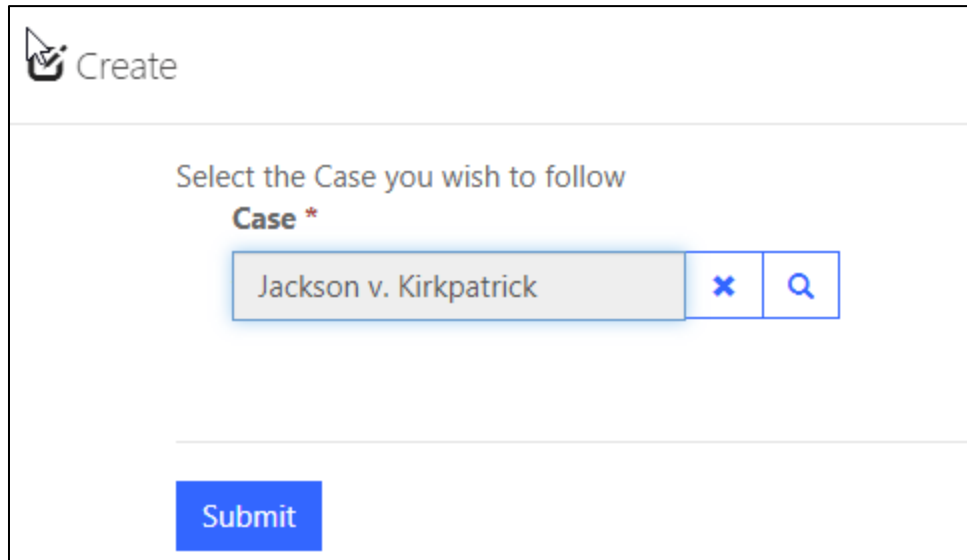 Create
Select the Case you wish to follow
Case *
Jackson v. Kirkpatrick
Submit